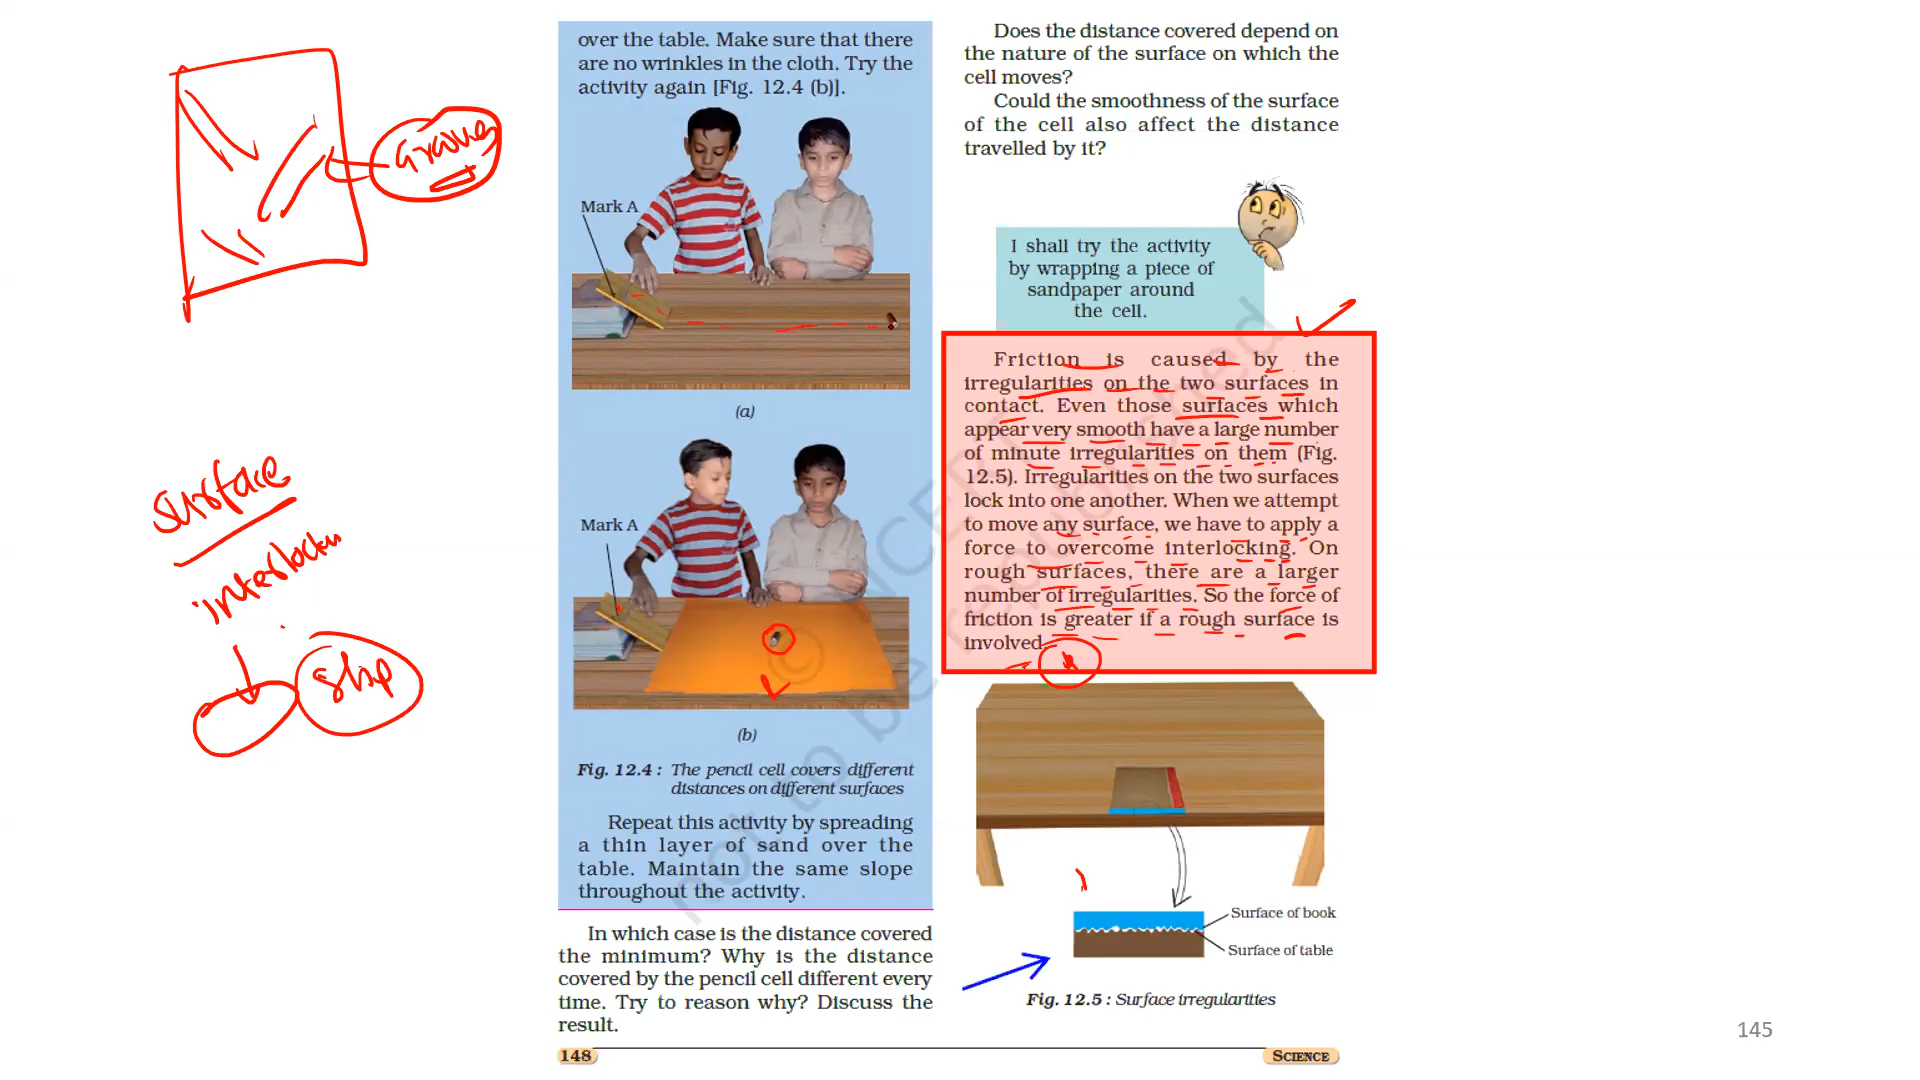 Grooves
surface
interlockn
slip
over the table. Make sure that there
are no wrinkles in the cloth. Try the
activity again [Fig. 12.4 (b)].
Mark A
(a)
Mark A
(b)
Fig. 12.4 : The pencil cell covers different
distances on different surfaces
Repeat this activity by spreading
a thin layer of sand over the
table. Maintain the same slope
throughout the activity.
In which case is the distance covered
the minimum? Why is the distance
covered by the pencil cell different every
time. Try to reason why? Discuss the
result.
148
Does the distance covered depend on
the nature of the surface on which the
cell moves?
Could the smoothness of the surface
of the cell also affect the distance
travelled by it?
I shall try the activity
by wrapping a piece of
sandpaper around
the cell.
Friction is caused by the
irregularities on the two surfaces in
contact. Even those surfaces which
appear very smooth have a large number
of minute irregularities on them (Fig.
12.5). Irregularities on the two surfaces
lock into one another. When we attempt
to move any surface, we have to apply a
force to overcome interlocking. On
rough surfaces, there are a larger
number of irregularities. So the force of
friction is greater if a rough surface is
involved.
Surface of book
Surface of table
Fig. 12.5 : Surface irregularities
SCIENCE
145
© NCERT
not to be republished